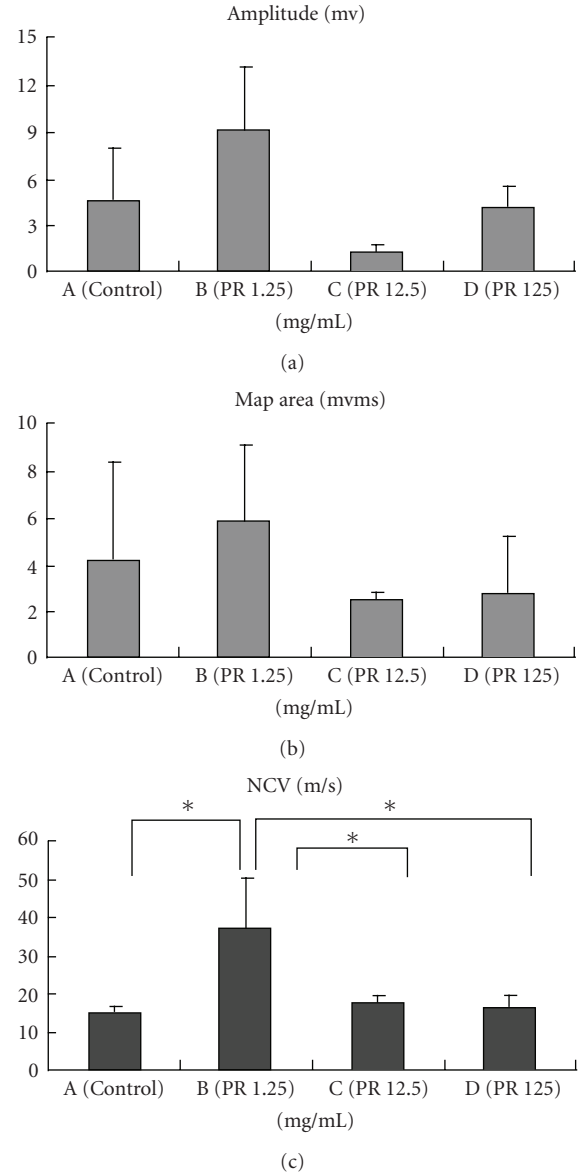 Amplitude (mv)
15
12
9
6
3
0
A (Control) B (PR 1.25) C (PR 12.5) D (PR 125)
(mg/mL)
(a)
Map area (mvms)
10
8
6
4
2
0
A (Control) B (PR 1.25) C (PR 12.5) D (PR 125)
(mg/mL)
(b)
NCV (m/s)
* *
*
60
50
40
30
20
10
0
A (Control) B (PR 1.25) C (PR 12.5) D (PR 125)
(mg/mL)
(c)